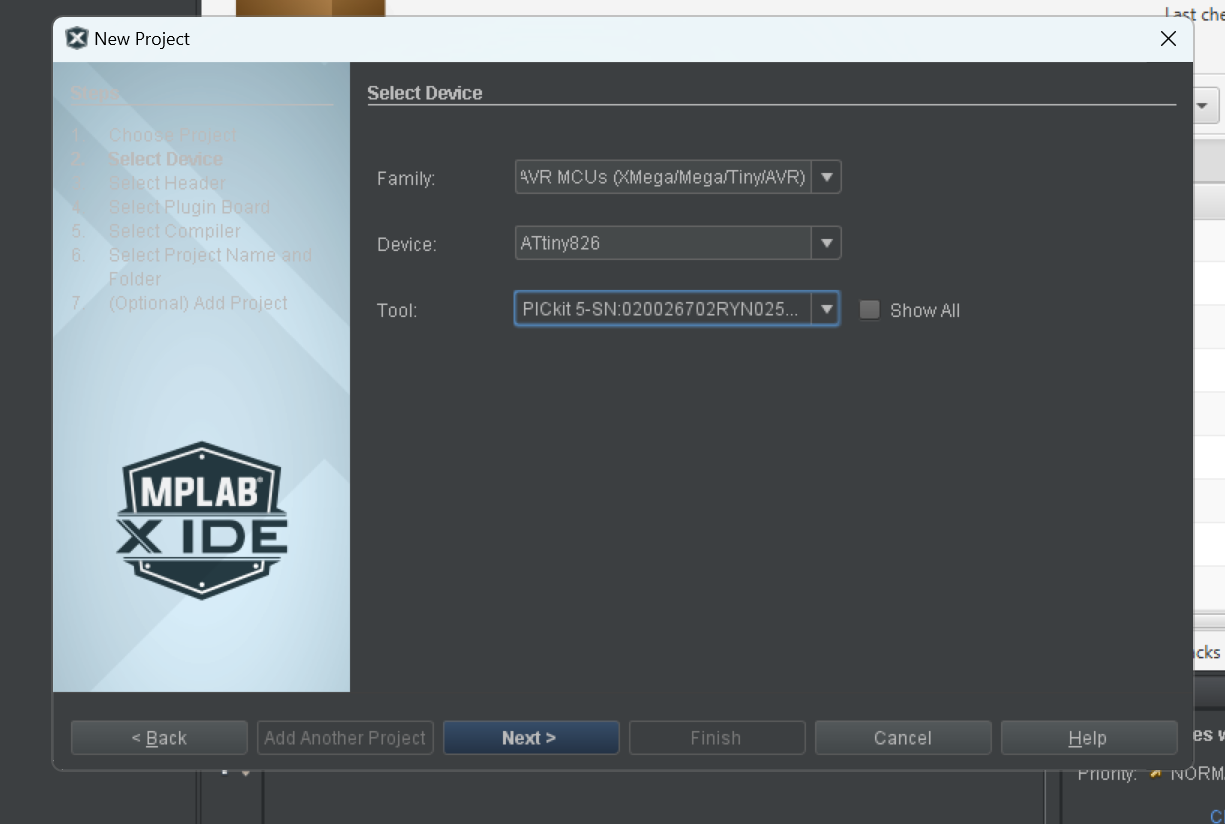 Last che
New Project
Steps
1. Choose Project
2. Select Device
3. Select Header
4. Select Plugin Board
5. Select Compiler
6. Select Project Name and
Folder
7. (Optional) Add Project
MPLAB®
X IDE
Select Device
Family:
AVR MCUs (XMega/Mega/Tiny/AVR)
Device:
ATtiny826
Tool:
PICkit 5-SN:020026702RYN025...
Show All
< Back
Add Another Project
Next >
Finish
Cancel
Help
acks
es w
Priority:
NORM